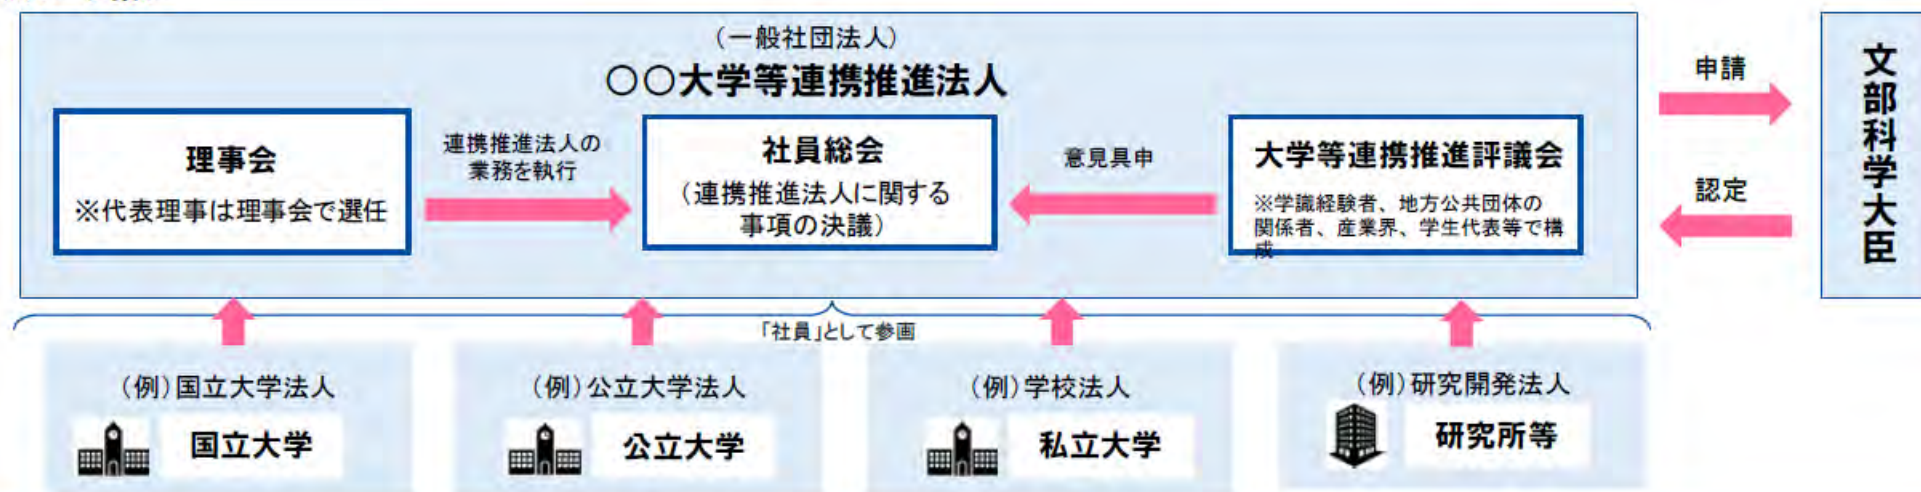 （一般社団法人）
〇〇大学等連携推進法人
理事会
※代表理事は理事会で選任
連携推進法人の
業務を執行
社員総会
（連携推進法人に関する
事項の決議）
意見具申
大学等連携推進評議会
※学識経験者、地方公共団体の
関係者、産業界、学生代表等で構
成
申請
認定
文部科学大臣
「社員」として参画
（例）国立大学法人
国立大学
（例）公立大学法人
公立大学
（例）学校法人
私立大学
（例）研究開発法人
研究所等